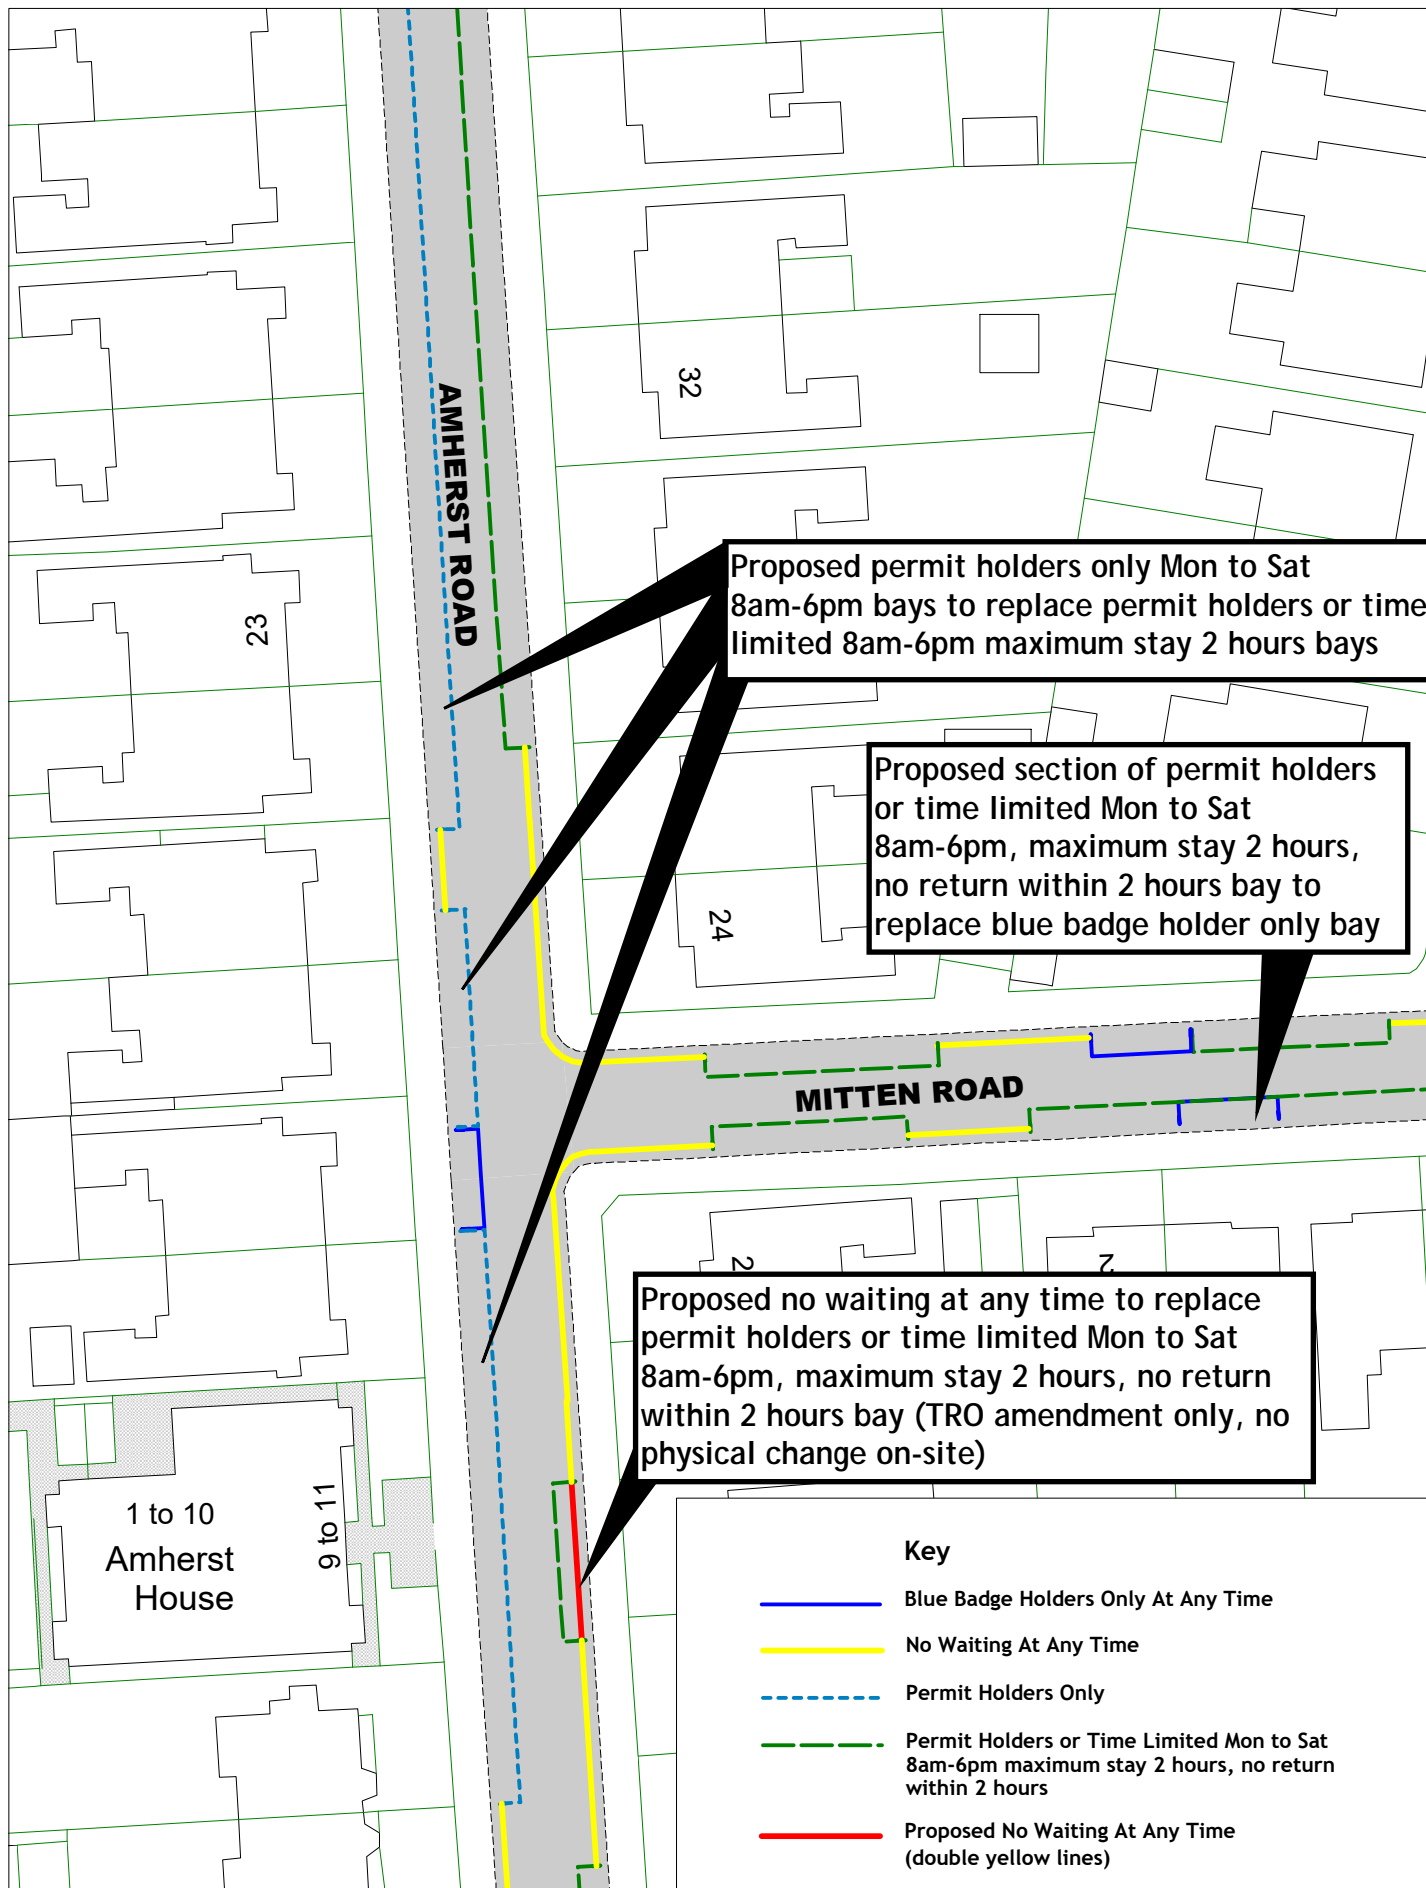 AMHERST ROAD
32
23
Proposed permit holders only Mon to Sat
8am-6pm bays to replace permit holders or time
limited 8am-6pm maximum stay 2 hours bays
Proposed section of permit holders
or time limited Mon to Sat
8am-6pm, maximum stay 2 hours,
no return within 2 hours bay to
replace blue badge holder only bay
24
MITTEN ROAD
2
2
Proposed no waiting at any time to replace
permit holders or time limited Mon to Sat
8am-6pm, maximum stay 2 hours, no return
within 2 hours bay (TRO amendment only, no
physical change on-site)
1 to 10
Amherst
House
9 to 11
Key
Blue Badge Holders Only At Any Time
No Waiting At Any Time
Permit Holders Only
Permit Holders or Time Limited Mon to Sat
8am-6pm maximum stay 2 hours, no return
within 2 hours
Proposed No Waiting At Any Time
(double yellow lines)